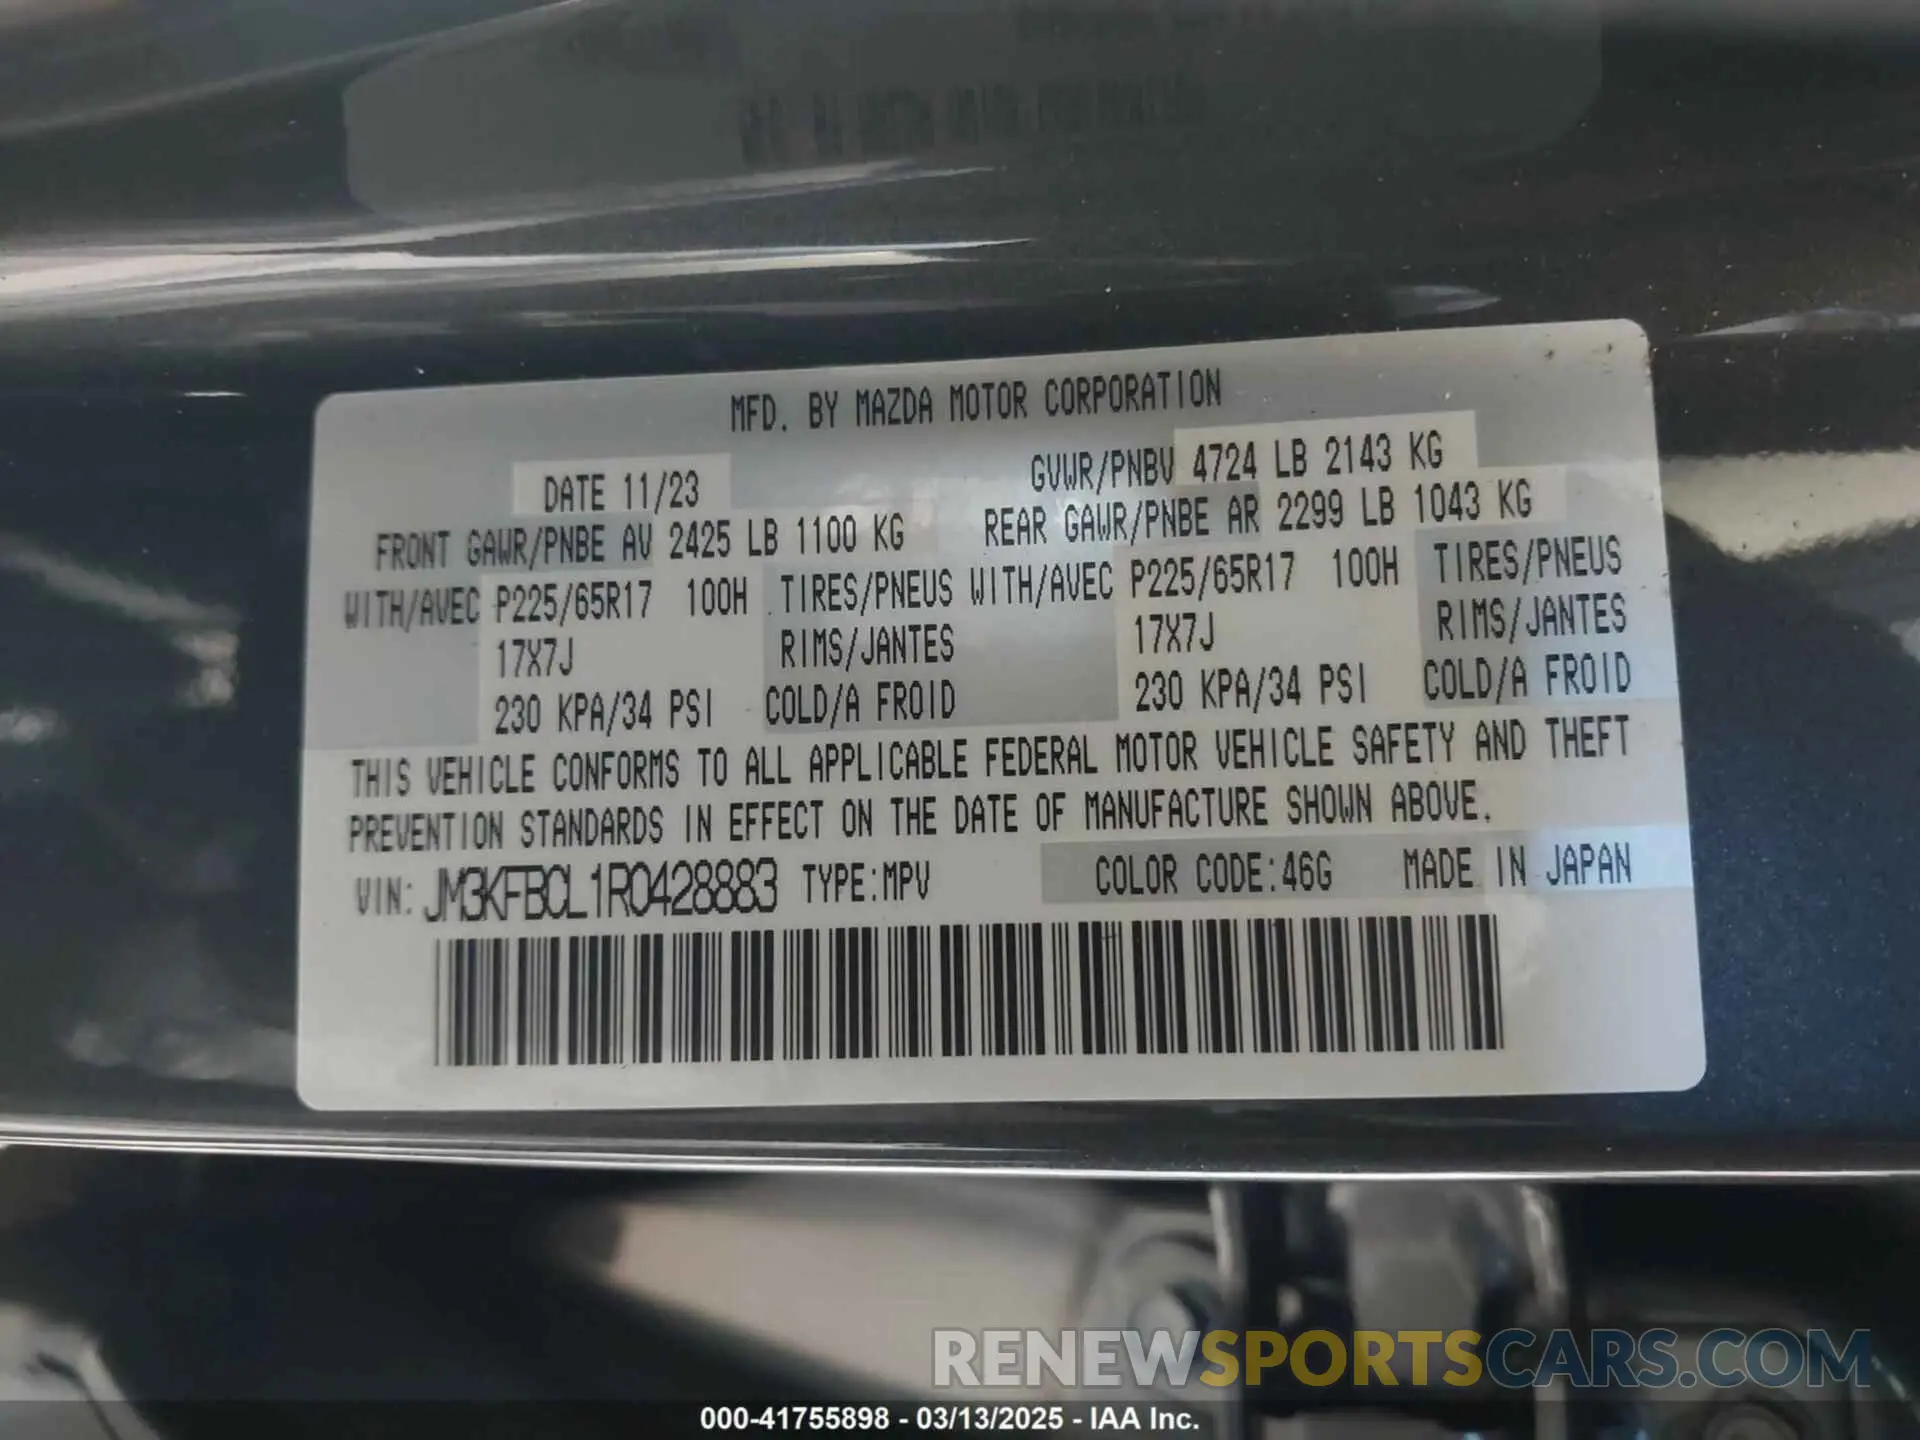 MFD. BY MAZDA MOTOR CORPORATION
DATE 11/23 GVWR/PNBV 4724 LB 2143 KG
FRONT GAWR/PNBE AV 2425 LB 1100 KG REAR GAWR/PNBE AR 2299 LB 1043 KG
WITH/AVEC P225/65R17 100H TIRES/PNEUS WITH/AVEC P225/65R17 100H TIRES/PNEUS
17X7J RIMS/JANTES 17X7J RIMS/JANTES
230 KPA/34 PSI COLD/A FROID 230 KPA/34 PSI COLD/A FROID
THIS VEHICLE CONFORMS TO ALL APPLICABLE FEDERAL MOTOR VEHICLE SAFETY AND THEFT
PREVENTION STANDARDS IN EFFECT ON THE DATE OF MANUFACTURE SHOWN ABOVE.
VIN: JM3KFBCL1R0428883 TYPE:MPV COLOR CODE:46G MADE IN JAPAN
RENEWSPORTSCARS.COM
000-41755898 - 03/13/2025 - IAA Inc.